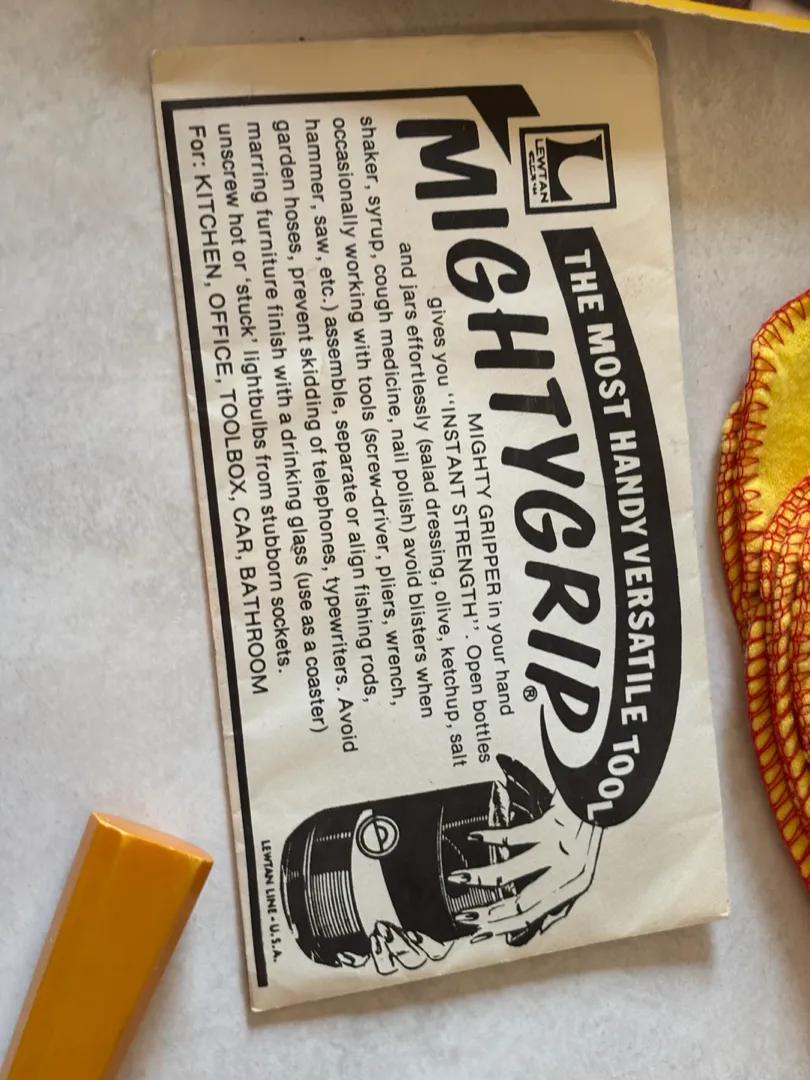 LEWTAN
THE MOST HANDY VERSATILE TOOL
MIGHTYGRIP®
MIGHTY GRIPPER in your hand
gives you "INSTANT STRENGTH". Open bottles
and jars effortlessly (salad dressing, olive, ketchup, salt
shaker, syrup, cough medicine, nail polish) avoid blisters when
occasionally working with tools (screw-driver, pliers, wrench,
hammer, saw, etc.) assemble, separate or align fishing rods,
garden hoses, prevent skidding of telephones, typewriters. Avoid
marring furniture finish with a drinking glass (use as a coaster)
unscrew hot or 'stuck' lightbulbs from stubborn sockets.
For: KITCHEN, OFFICE, TOOLBOX, CAR, BATHROOM
LEWTAN LINE - U.S.A.